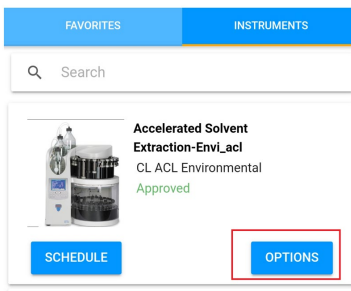 FAVORITES INSTRUMENTS
Search
Accelerated Solvent
Extraction-Envi_acl
CL ACL Environmental
Approved
SCHEDULE OPTIONS